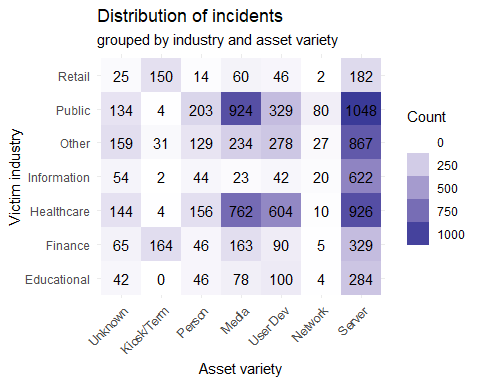 Distribution of incidents
grouped by industry and asset variety
Victim industry
Retail 25 150 14 60 46 2 182
Public 134 4 203 924 329 80 1048
Other 159 31 129 234 278 27 867
Information 54 2 44 23 42 20 622
Healthcare 144 4 156 762 604 10 926
Finance 65 164 46 163 90 5 329
Educational 42 0 46 78 100 4 284
Unknown Kiosk/Term Person Media User Dev Network Server
Asset variety
Count
0
250
500
750
1000